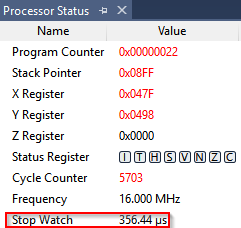 Processor Status
Name Value
Program Counter 0x00000022
Stack Pointer 0x08FF
X Register 0x047F
Y Register 0x0498
Z Register 0x0000
Status Register I T H S V N Z C
Cycle Counter 5703
Frequency 16.000 MHz
Stop Watch 356.44 µs